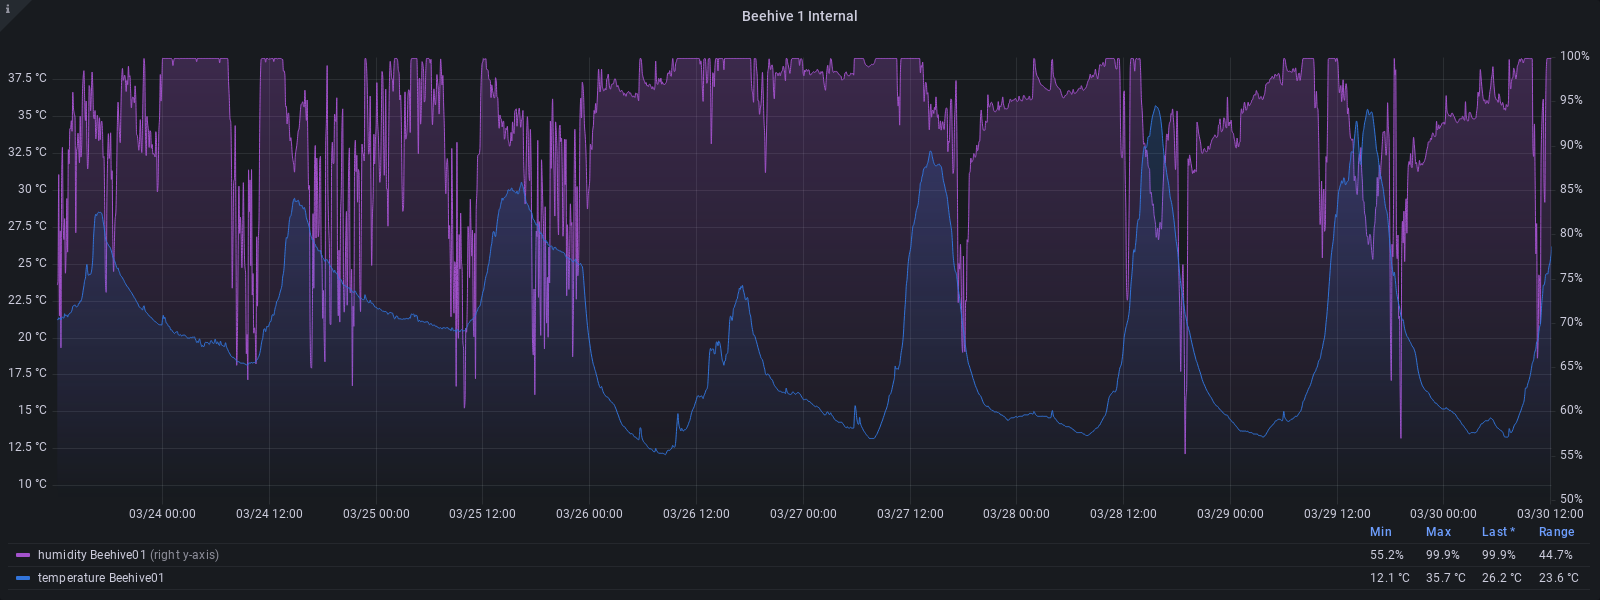 i
Beehive 1 Internal
37.5 °C
35 °C
32.5 °C
30 °C
27.5 °C
25 °C
22.5 °C
20 °C
17.5 °C
15 °C
12.5 °C
10 °C
100%
95%
90%
85%
80%
75%
70%
65%
60%
55%
50%
03/24 00:00 03/24 12:00 03/25 00:00 03/25 12:00 03/26 00:00 03/26 12:00 03/27 00:00 03/27 12:00 03/28 00:00 03/28 12:00 03/29 00:00 03/29 12:00 03/30 00:00 03/30 12:00
Min Max Last * Range
humidity Beehive01 (right y-axis) 55.2% 99.9% 99.9% 44.7%
temperature Beehive01 12.1 °C 35.7 °C 26.2 °C 23.6 °C